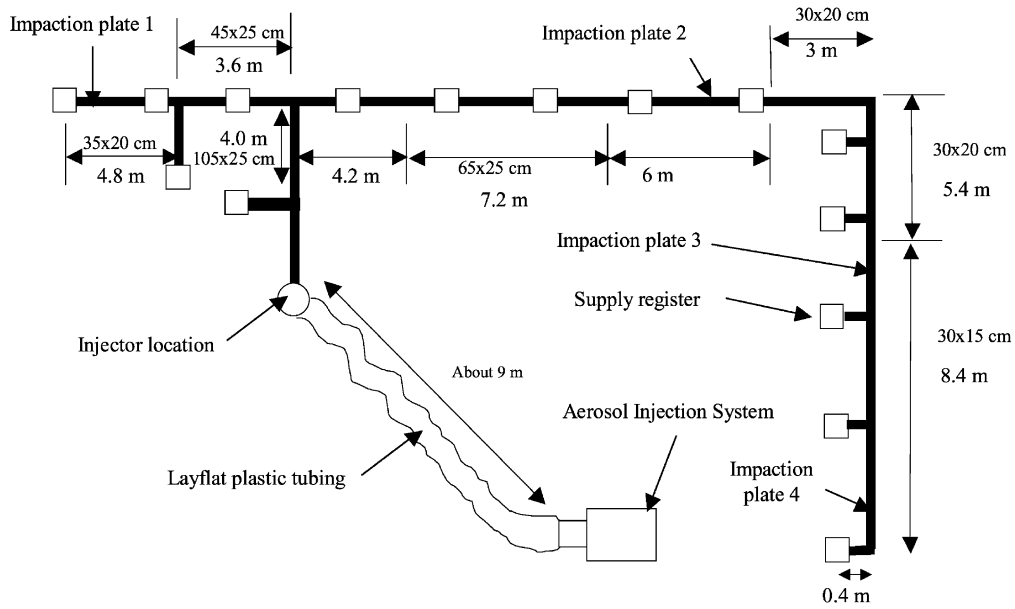 30x20 cm
Impaction plate 1
45x25 cm
Impaction plate 2
3.6 m
3 m
35x20 cm
4.0 m
105x25 cm
4.8 m
4.2 m
65x25 cm
7.2 m
6 m
30x20 cm
5.4 m
Impaction plate 3
Supply register
Injector location
30x15 cm
8.4 m
About 9 m
Aerosol Injection System
Layflat plastic tubing
Impaction
plate 4
0.4 m